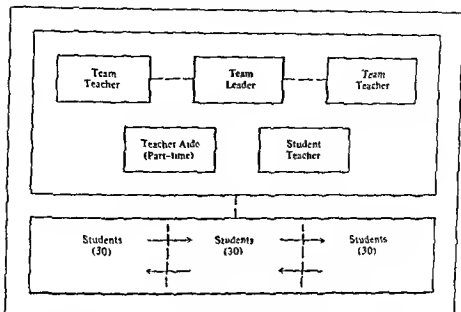 Team
Teacher
Team
Leader
Team
Teacher
Teacher Aide
(Part-time)
Student
Teacher
Students
(30)
Students
(30)
Students
(30)